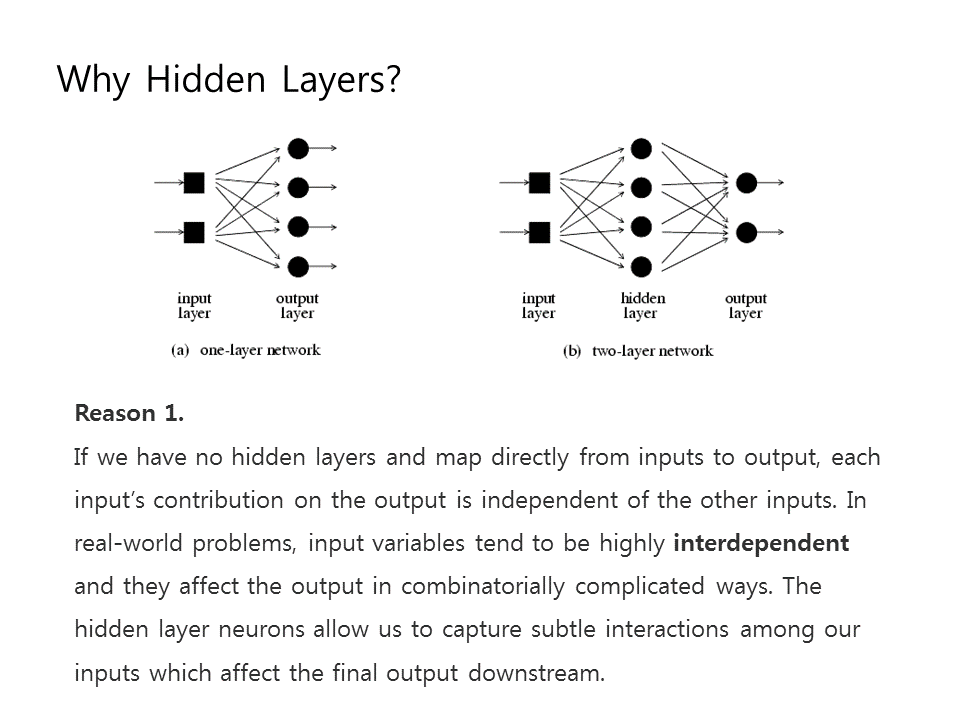 Why Hidden Layers?
input layer
output layer
input layer
hidden layer
output layer
(a) one-layer network
(b) two-layer network
Reason 1.
If we have no hidden layers and map directly from inputs to output, each
input’s contribution on the output is independent of the other inputs. In
real-world problems, input variables tend to be highly interdependent
and they affect the output in combinatorially complicated ways. The
hidden layer neurons allow us to capture subtle interactions among our
inputs which affect the final output downstream.